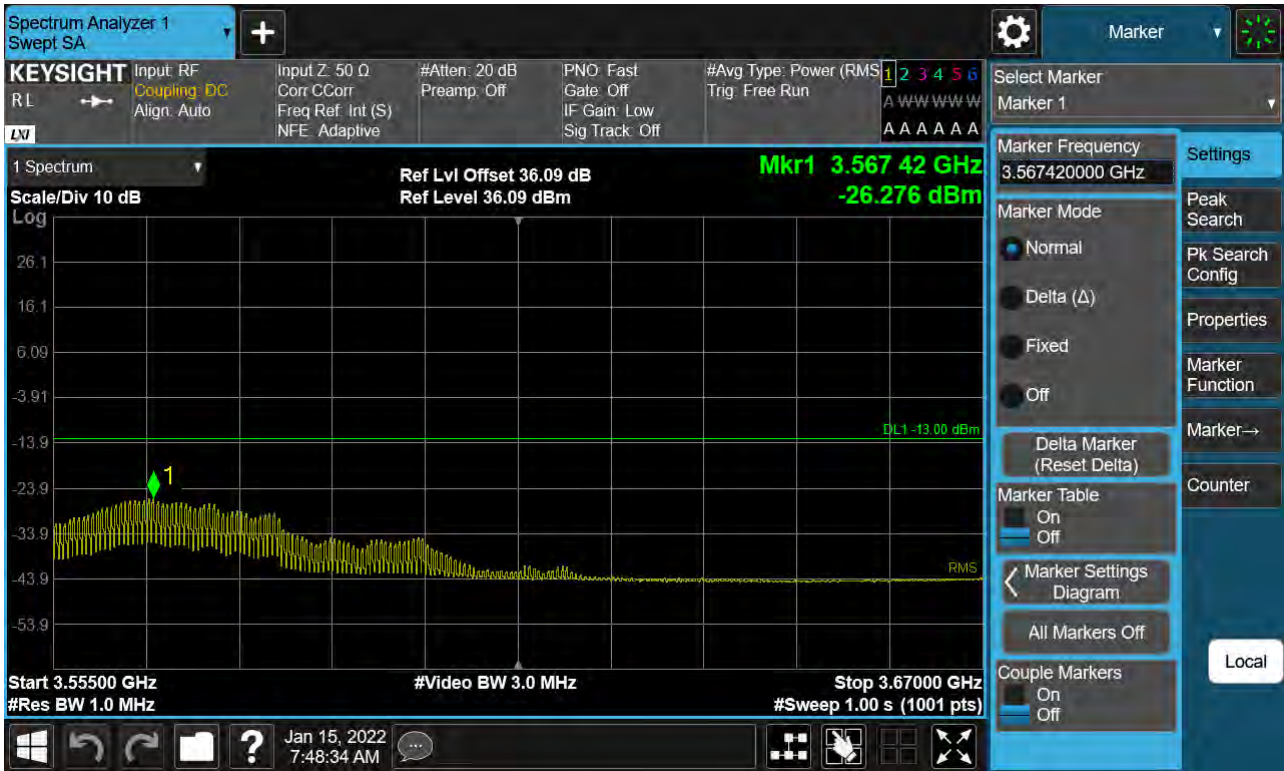 Spectrum Analyzer 1
Swept SA
+
Marker
KEYSIGHT
RL
LXI
Input: RF
Coupling: DC
Align: Auto
Input Z: 50 Ω
Corr CCorr
Freq Ref: Int (S)
NFE: Adaptive
#Atten: 20 dB
Preamp: Off
PNO: Fast
Gate: Off
IF Gain: Low
Sig Track: Off
#Avg Type: Power (RMS
Trig: Free Run
1 2 3 4 5 6
A W W W W W
A A A A A A
1 Spectrum
Scale/Div 10 dB
Log
Ref Lvl Offset 36.09 dB
Ref Level 36.09 dBm
Mkr1 3.567 42 GHz
-26.276 dBm
26.1
16.1
6.09
-3.91
-13.9
-23.9
-33.9
-43.9
-53.9
DL1 -13.00 dBm
1
RMS
Start 3.55500 GHz
#Res BW 1.0 MHz
#Video BW 3.0 MHz
Stop 3.67000 GHz
#Sweep 1.00 s (1001 pts)
Select Marker
Marker 1
Marker Frequency
3.567420000 GHz
Marker Mode
Normal
Delta (Δ)
Fixed
Off
Delta Marker
(Reset Delta)
Marker Table
On
Off
Marker Settings
Diagram
All Markers Off
Couple Markers
On
Off
Settings
Peak
Search
Pk Search
Config
Properties
Marker
Function
Marker→
Counter
Local
?
Jan 15, 2022
7:48:34 AM